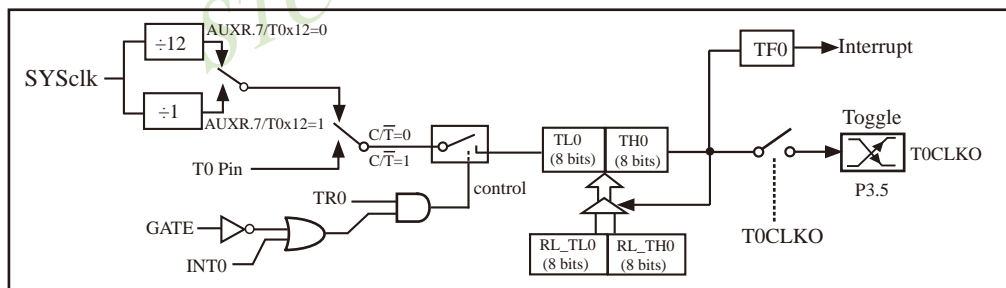 STC
AUXR.7/T0x12=0
÷12
SYSclk
÷1
AUXR.7/T0x12=1
C/T̅=0
C/T̅=1
T0 Pin
TR0
control
GATE
INT0
TL0
(8 bits)
TH0
(8 bits)
RL_TL0
(8 bits)
RL_TH0
(8 bits)
TF0
Interrupt
Toggle
T0CLKO
P3.5
T0CLKO